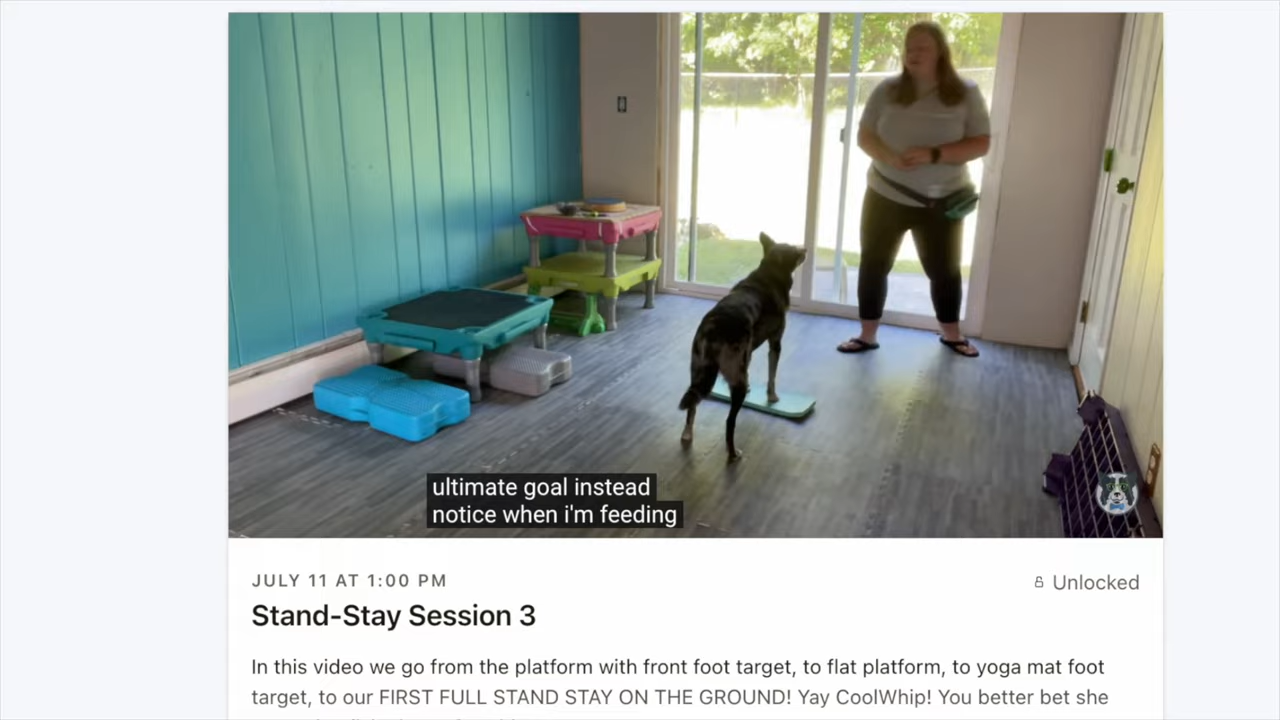 ultimate goal instead
notice when i'm feeding
JULY 11 AT 1:00 PM
Unlocked
Stand-Stay Session 3
In this video we go from the platform with front foot target, to flat platform, to yoga mat foot
target, to our FIRST FULL STAND STAY ON THE GROUND! Yay CoolWhip! You better bet she